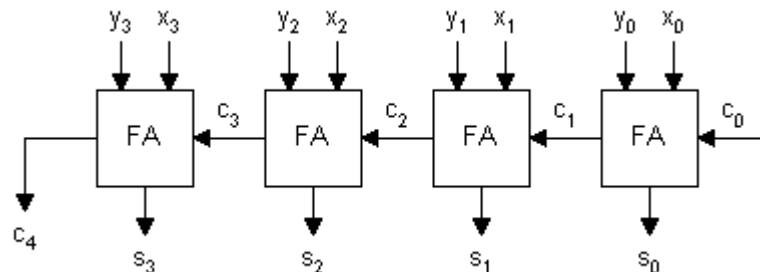 y3 x3 y2 x2 y1 x1 y0 x0
c3 c2 c1 c0
FA FA FA FA
c4 s3 s2 s1 s0